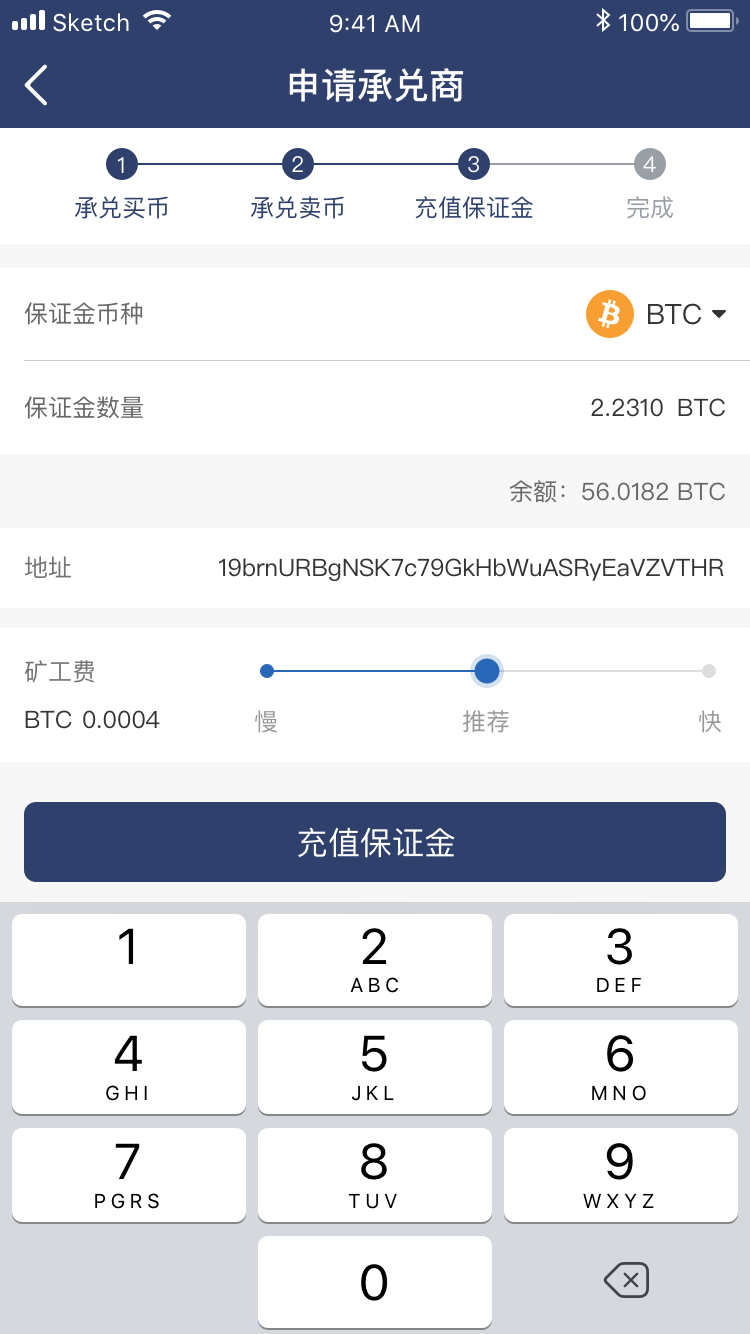 Sketch 9:41 AM 100%
申请承兑商
1 2 3 4
承兑买币 承兑卖币 充值保证金 完成
保证金币种 BTC
保证金数量 2.2310 BTC
余额：56.0182 BTC
地址 19brnURBgNSK7c79GkHbWuASRyEaVZVTHR
矿工费
BTC 0.0004 慢 推荐 快
充值保证金
1 2 3
ABC DEF
4 5 6
GHI JKL MNO
7 8 9
PGRS TUV WXYZ
0